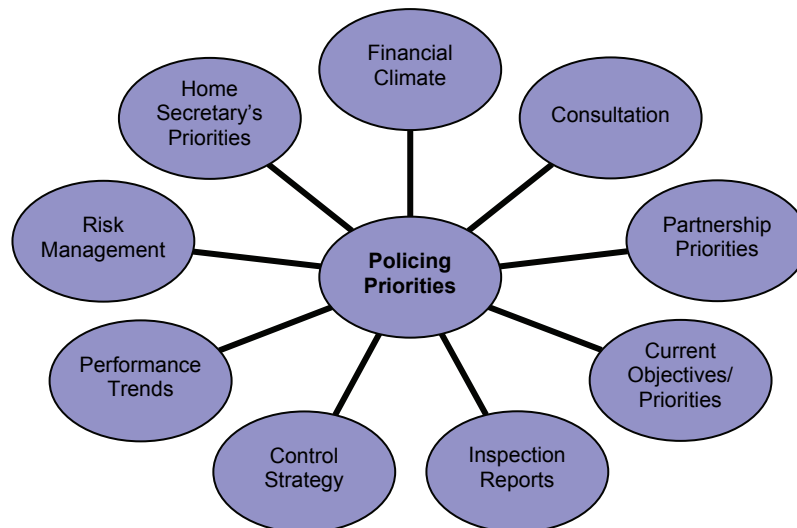 Financial
Climate
Home
Secretary’s
Priorities
Consultation
Risk
Management
Partnership
Priorities
Policing
Priorities
Performance
Trends
Current
Objectives/
Priorities
Control
Strategy
Inspection
Reports